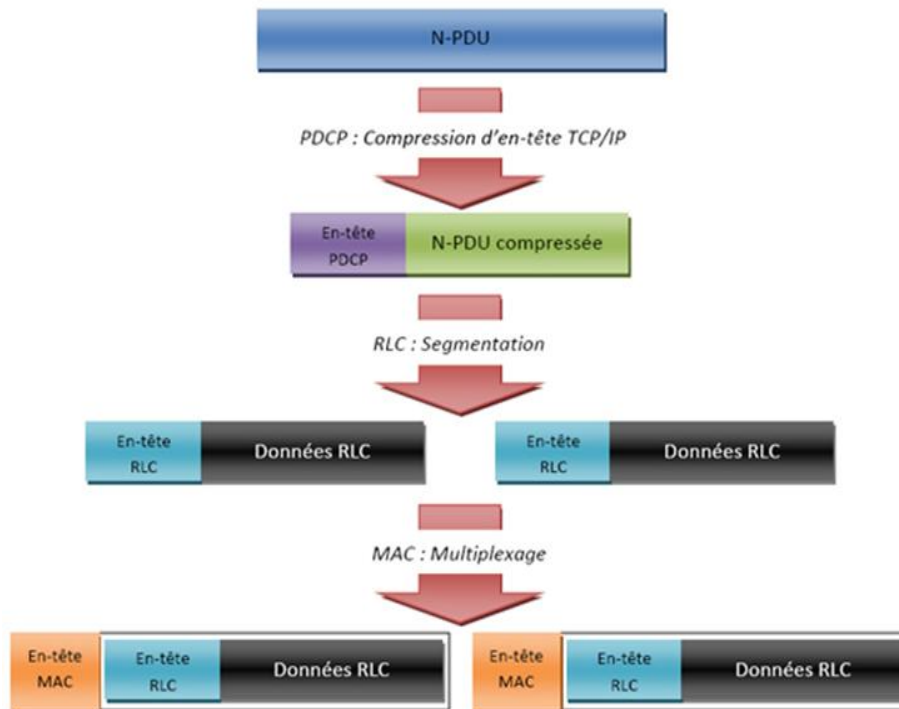 N-PDU
PDCP : Compression d'en-tête TCP/IP
En-tête
PDCP
N-PDU compressée
RLC : Segmentation
En-tête
RLC
Données RLC
En-tête
RLC
Données RLC
MAC : Multiplexage
En-tête
MAC
En-tête
RLC
Données RLC
En-tête
MAC
En-tête
RLC
Données RLC